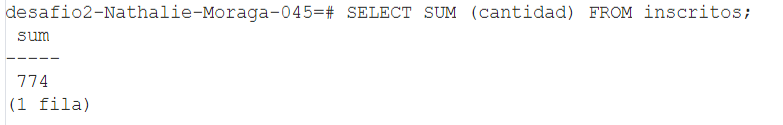 desafio2-Nathalie-Moraga-045=# SELECT SUM (cantidad) FROM inscritos;
 sum
-----
 774
(1 fila)